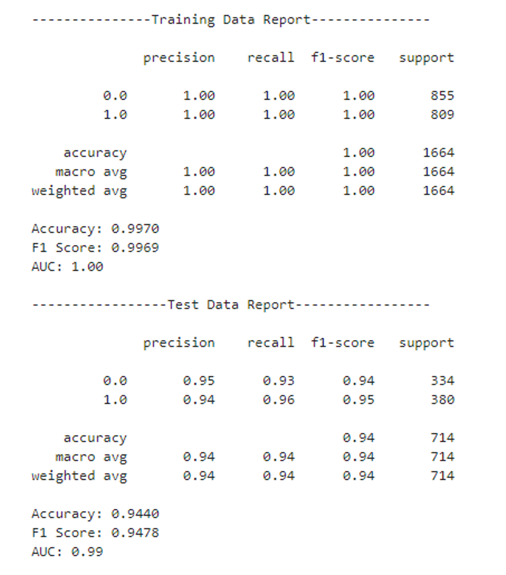 ---------------Training Data Report---------------
precision recall f1-score support
0.0 1.00 1.00 1.00 855
1.0 1.00 1.00 1.00 809
accuracy 1.00 1664
macro avg 1.00 1.00 1.00 1664
weighted avg 1.00 1.00 1.00 1664
Accuracy: 0.9970
F1 Score: 0.9969
AUC: 1.00
-----------------Test Data Report-----------------
precision recall f1-score support
0.0 0.95 0.93 0.94 334
1.0 0.94 0.96 0.95 380
accuracy 0.94 714
macro avg 0.94 0.94 0.94 714
weighted avg 0.94 0.94 0.94 714
Accuracy: 0.9440
F1 Score: 0.9478
AUC: 0.99